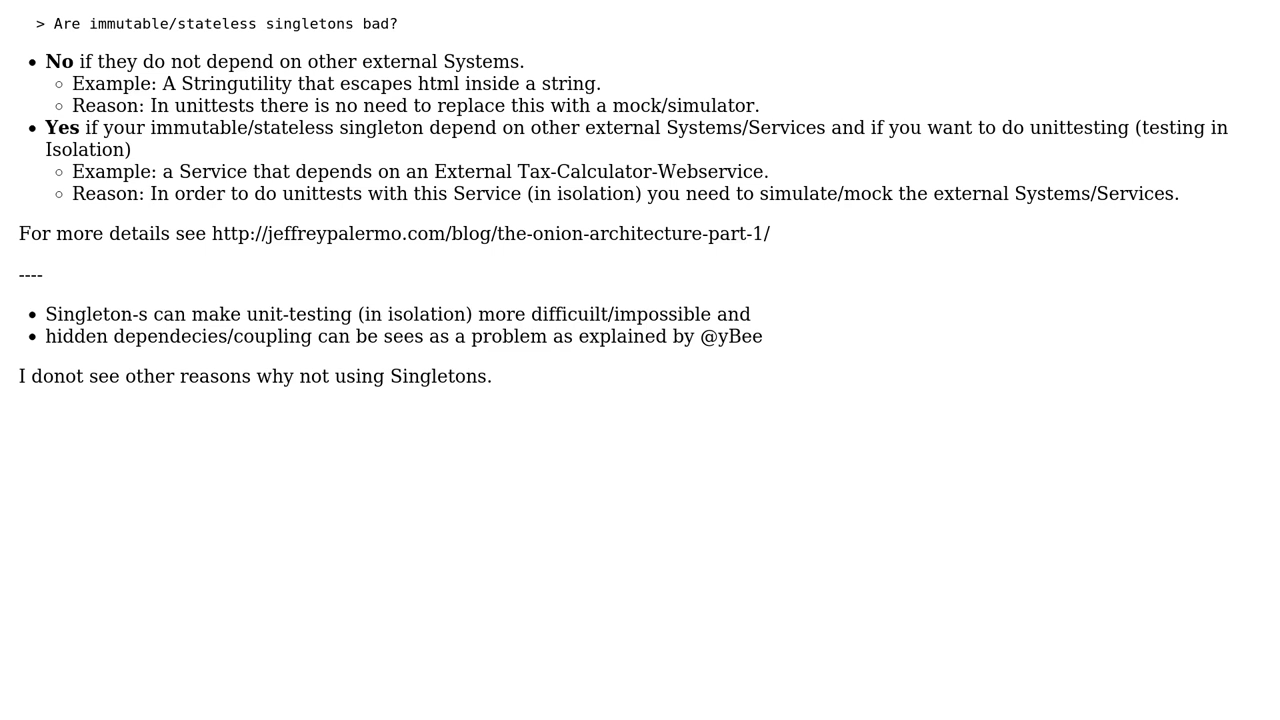 > Are immutable/stateless singletons bad?
• No if they do not depend on other external Systems.
◦ Example: A Stringutility that escapes html inside a string.
◦ Reason: In unittests there is no need to replace this with a mock/simulator.
• Yes if your immutable/stateless singleton depend on other external Systems/Services and if you want to do unittesting (testing in
Isolation)
◦ Example: a Service that depends on an External Tax-Calculator-Webservice.
◦ Reason: In order to do unittests with this Service (in isolation) you need to simulate/mock the external Systems/Services.
For more details see http://jeffreypalermo.com/blog/the-onion-architecture-part-1/
----
• Singleton-s can make unit-testing (in isolation) more difficuilt/impossible and
• hidden dependecies/coupling can be sees as a problem as explained by @yBee
I donot see other reasons why not using Singletons.